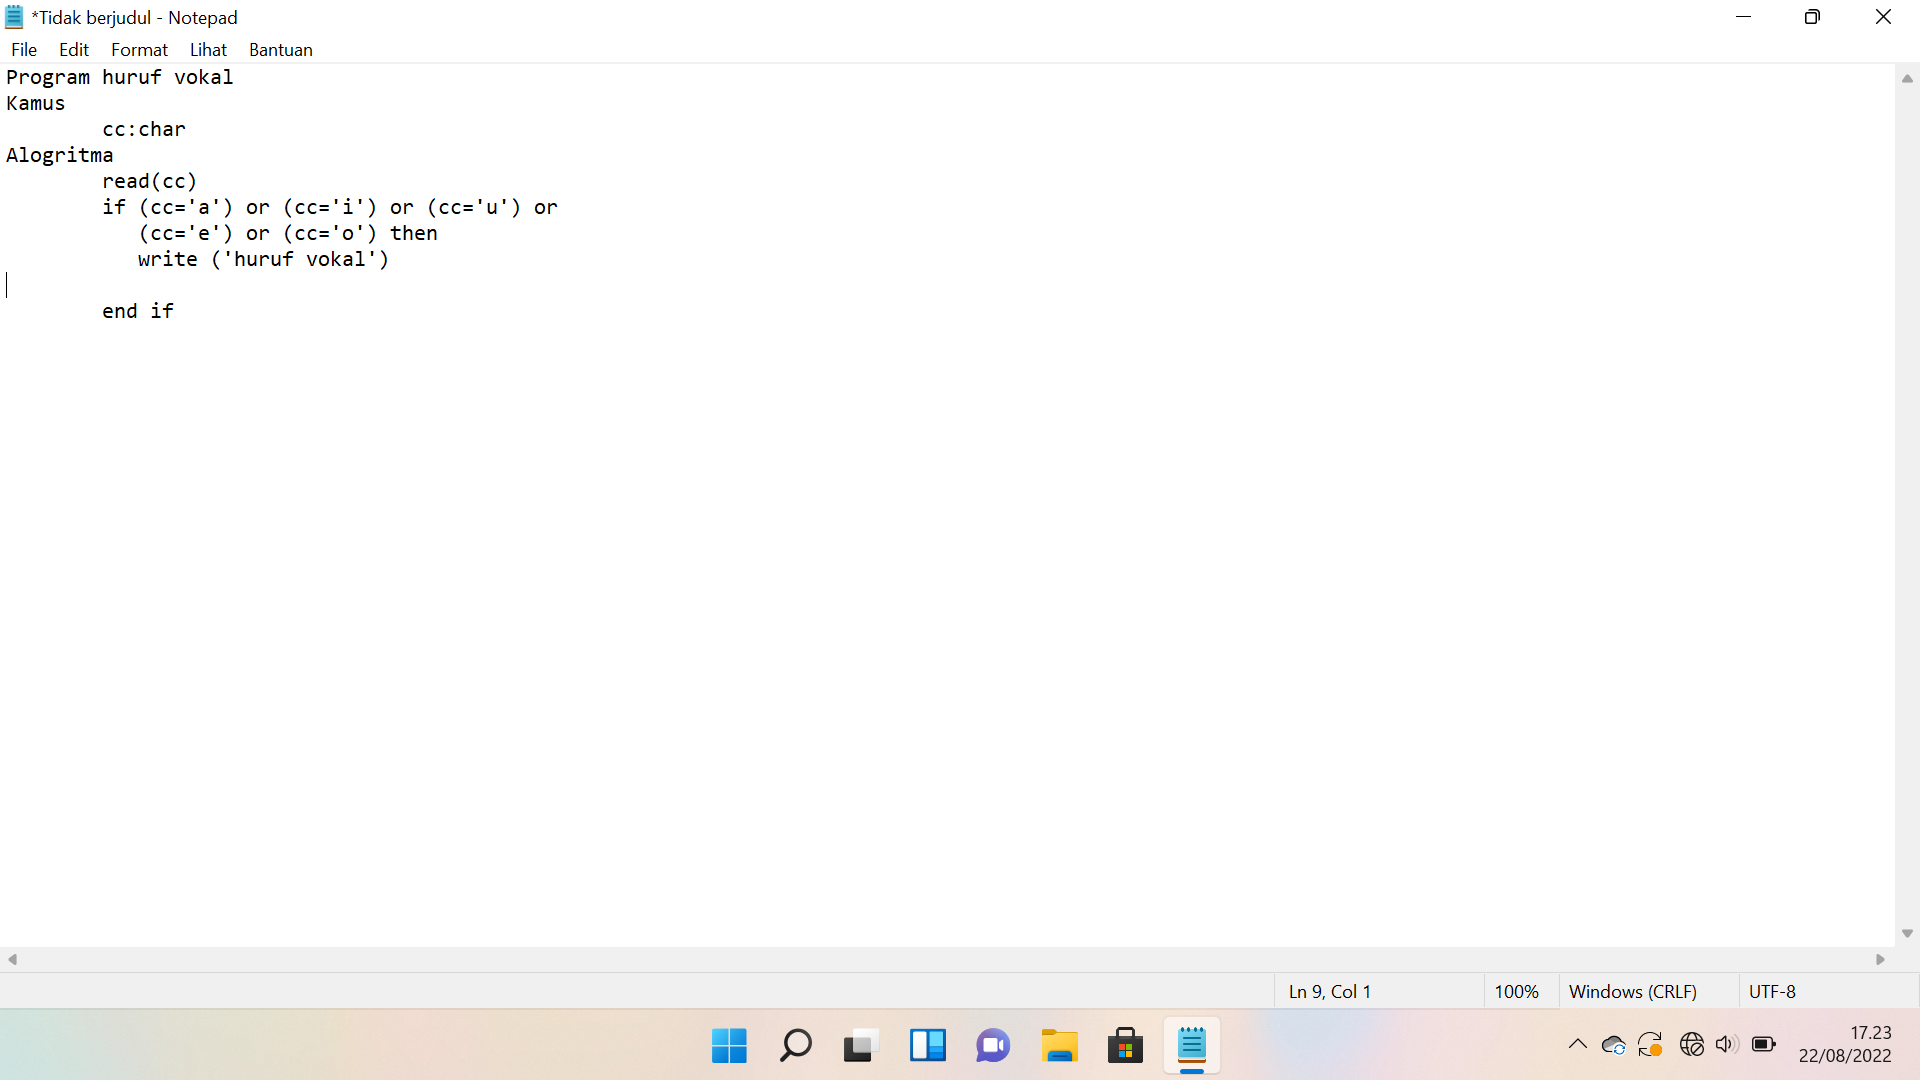 *Tidak berjudul - Notepad
File Edit Format Lihat Bantuan
Program huruf vokal
Kamus
cc:char
Alogritma
read(cc)
if (cc='a') or (cc='i') or (cc='u') or
(cc='e') or (cc='o') then
write ('huruf vokal')
end if
Ln 9, Col 1 100% Windows (CRLF) UTF-8
17.23
22/08/2022